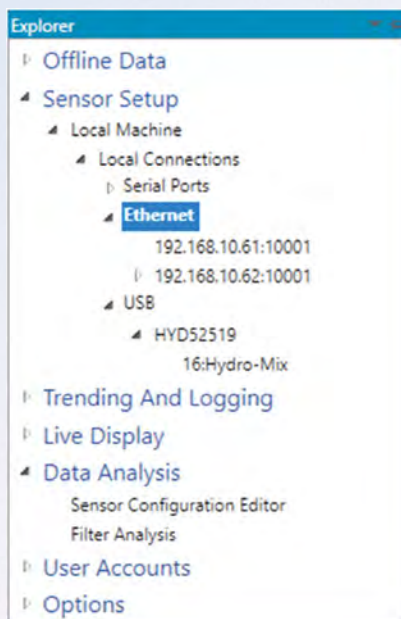 Explorer
Offline Data
Sensor Setup
Local Machine
Local Connections
Serial Ports
Ethernet
192.168.10.61:10001
192.168.10.62:10001
USB
HYD52519
16:Hydro-Mix
Trending And Logging
Live Display
Data Analysis
Sensor Configuration Editor
Filter Analysis
User Accounts
Options